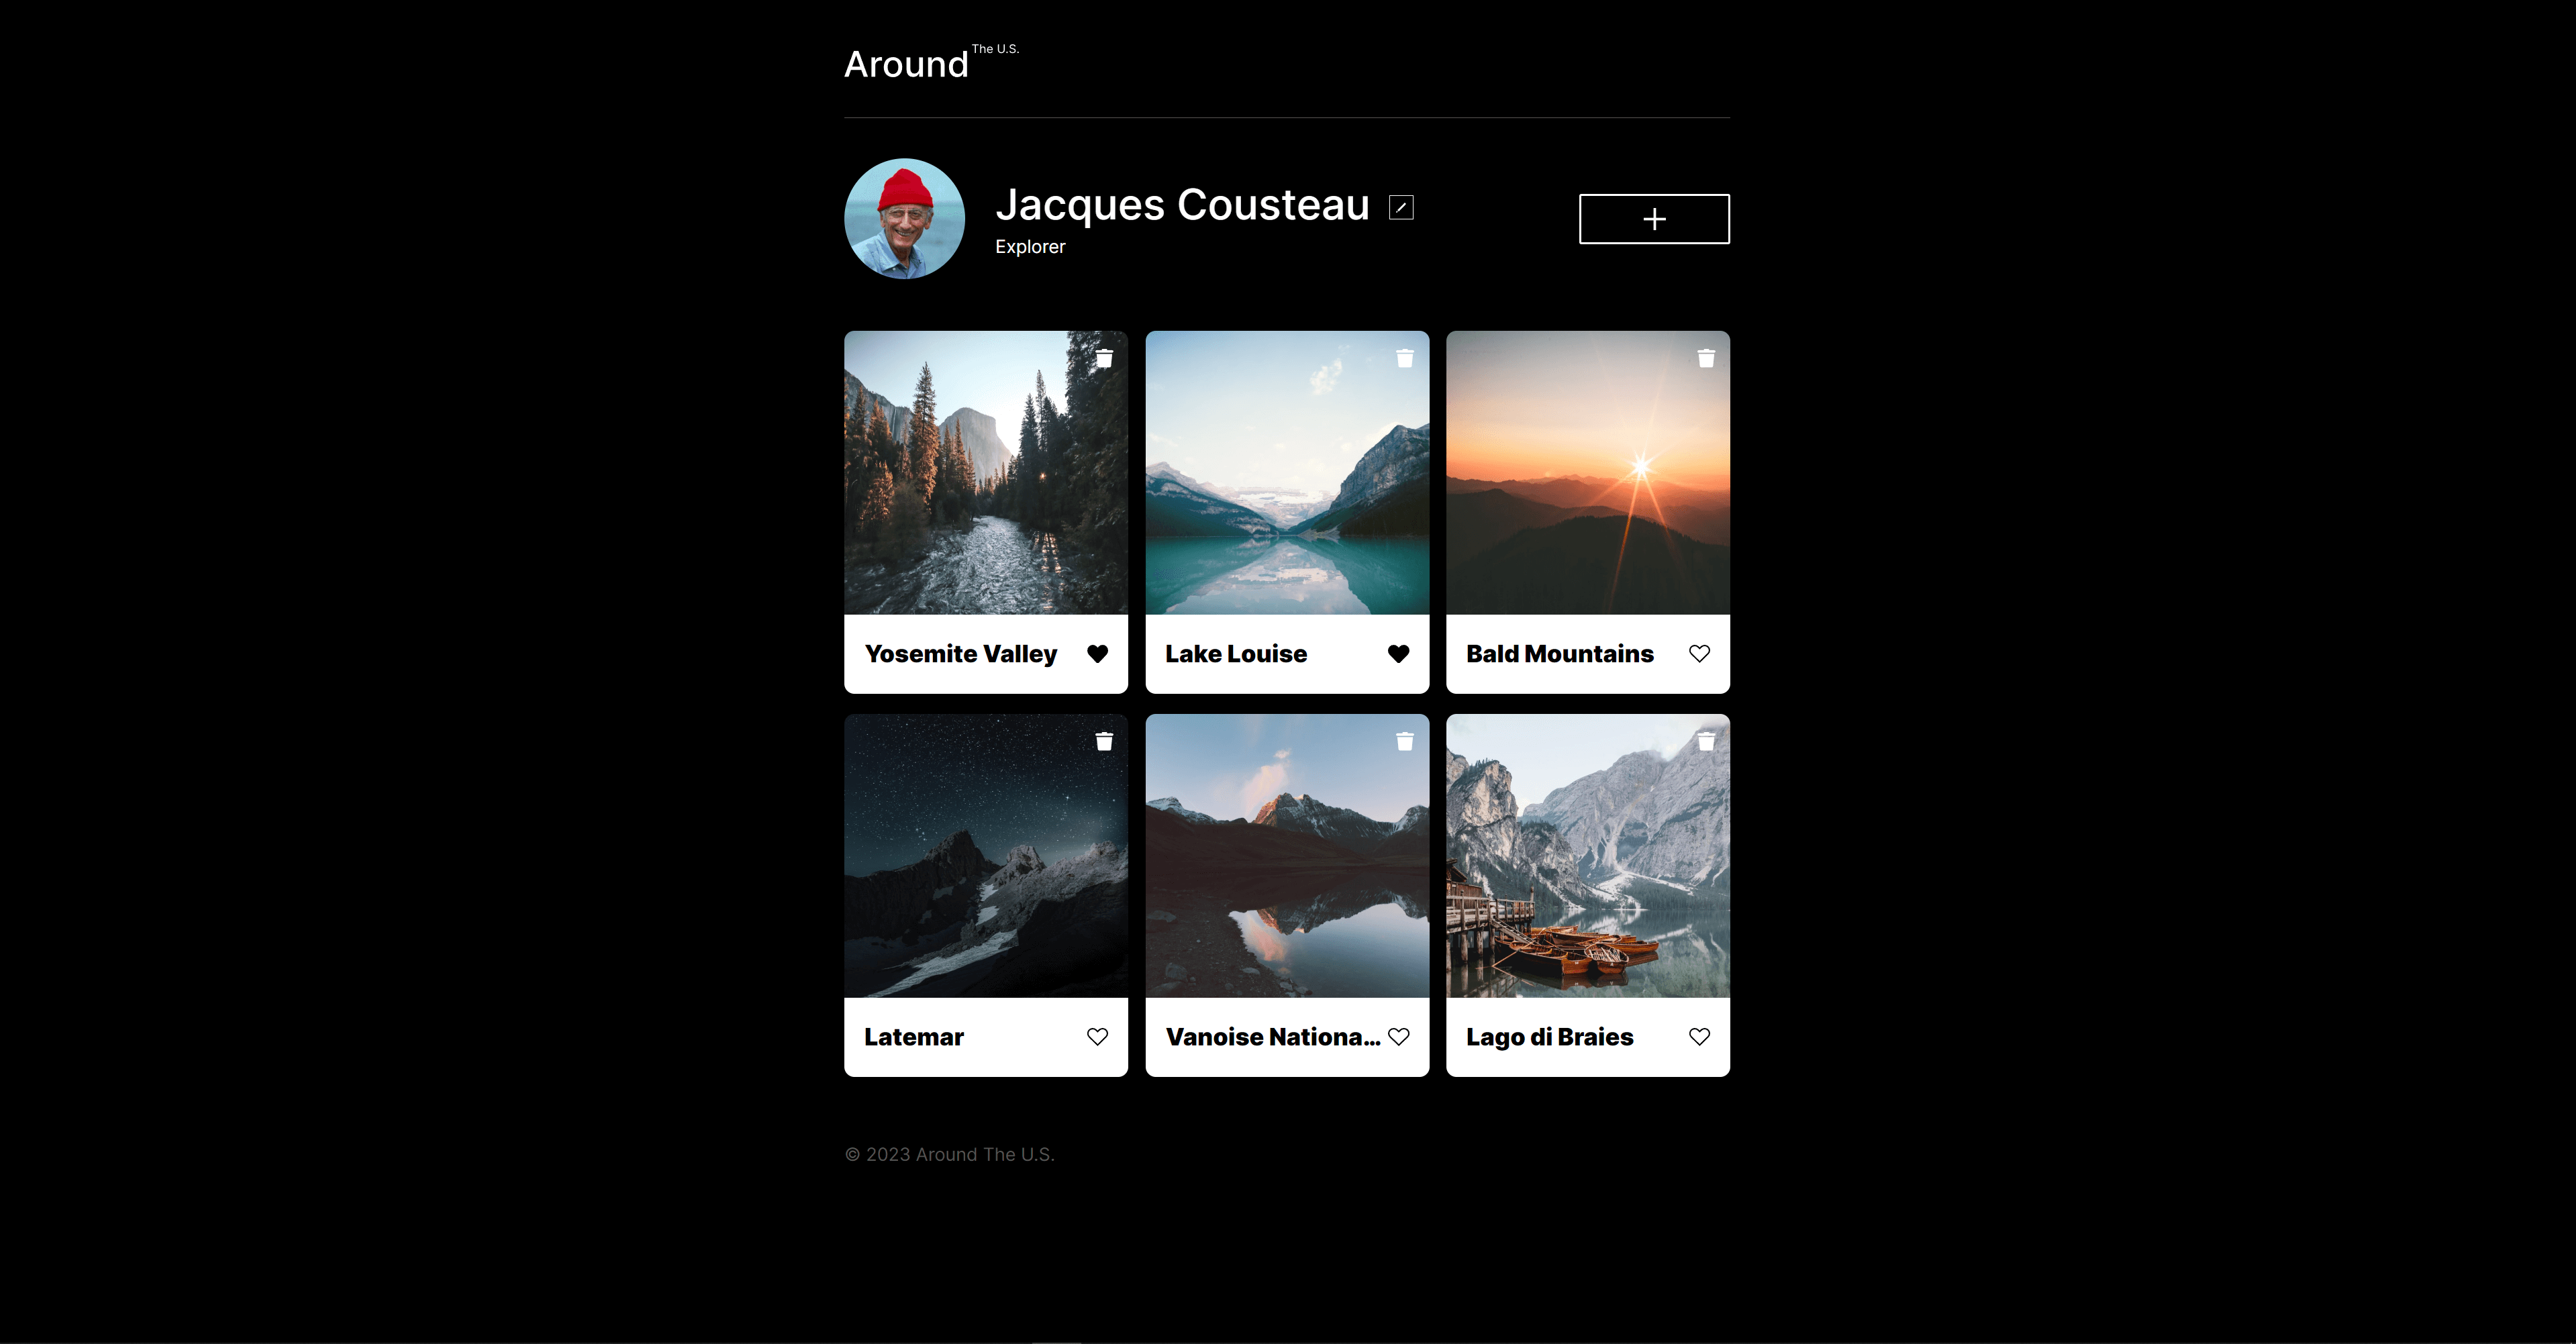 Around The U.S.
Jacques Cousteau
Explorer
Yosemite Valley
Lake Louise
Bald Mountains
Latemar
Vanoise Nationa...
Lago di Braies
© 2023 Around The U.S.